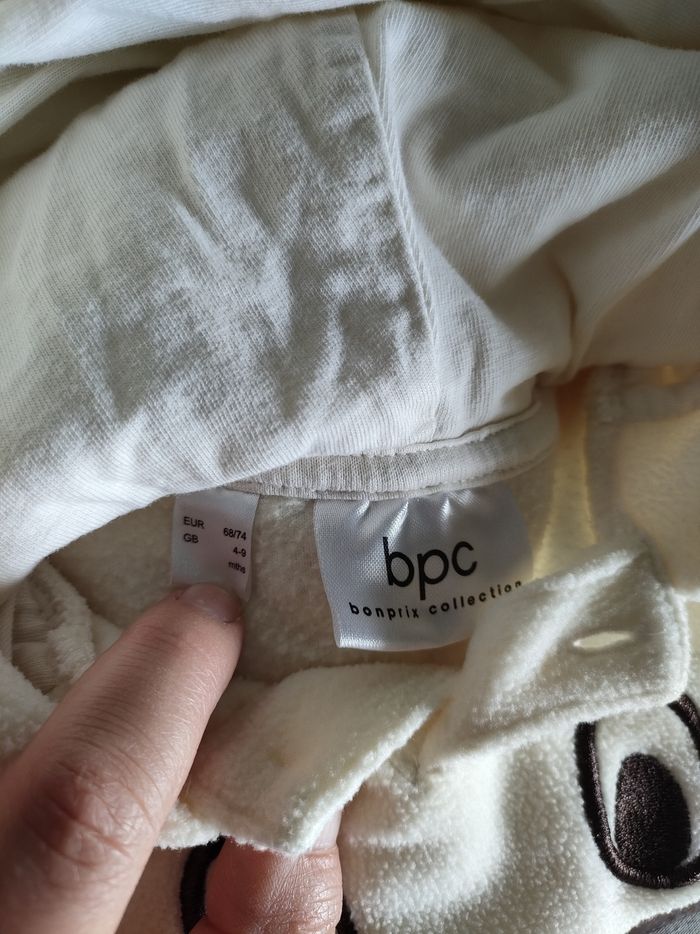 EUR 68/74
GB 4-9
mths
bpc
bonprix collection